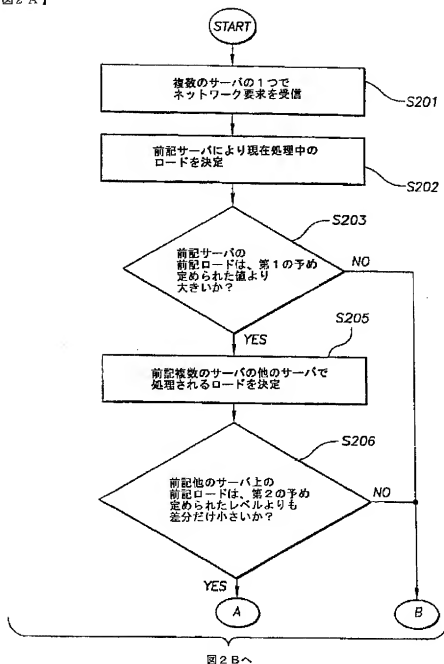 図2A】
START
複数のサーバの1つで
ネットワーク要求を受信
S201
前記サーバにより現在処理中の
ロードを決定
S202
S203
前記サーバの
前記ロードは、第1の予め
定められた値より
大きいか?
NO
YES
S205
前記複数のサーバの他のサーバで
処理されるロードを決定
S206
前記他のサーバ上の
前記ロードは、第2の予め
定められたレベルよりも
差分だけ小さいか?
NO
YES
A
B
図2Bへ